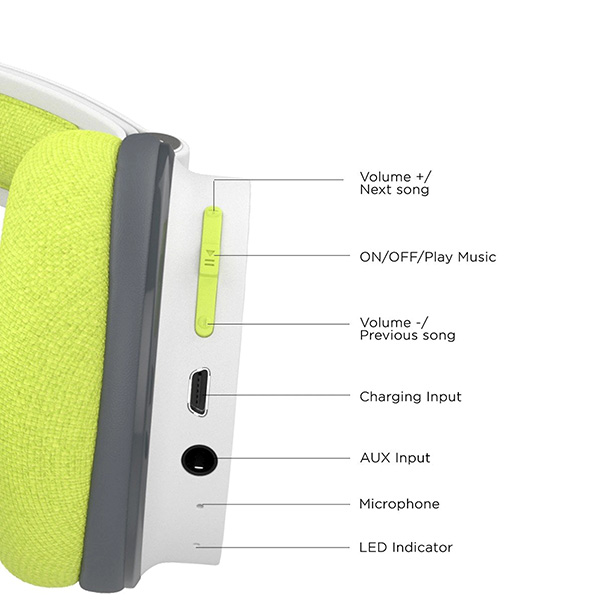 Volume +/
Next song
ON/OFF/Play Music
Volume -/
Previous song
Charging Input
AUX Input
Microphone
LED Indicator